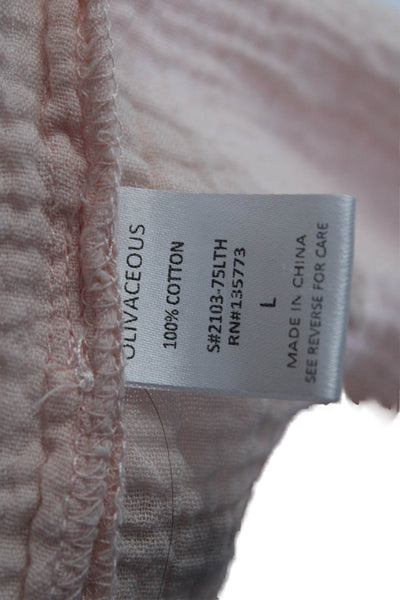 OLIVACEOUS
100% COTTON
S#2103-75LTH
RN#135773
L
MADE IN CHINA
SEE REVERSE FOR CARE